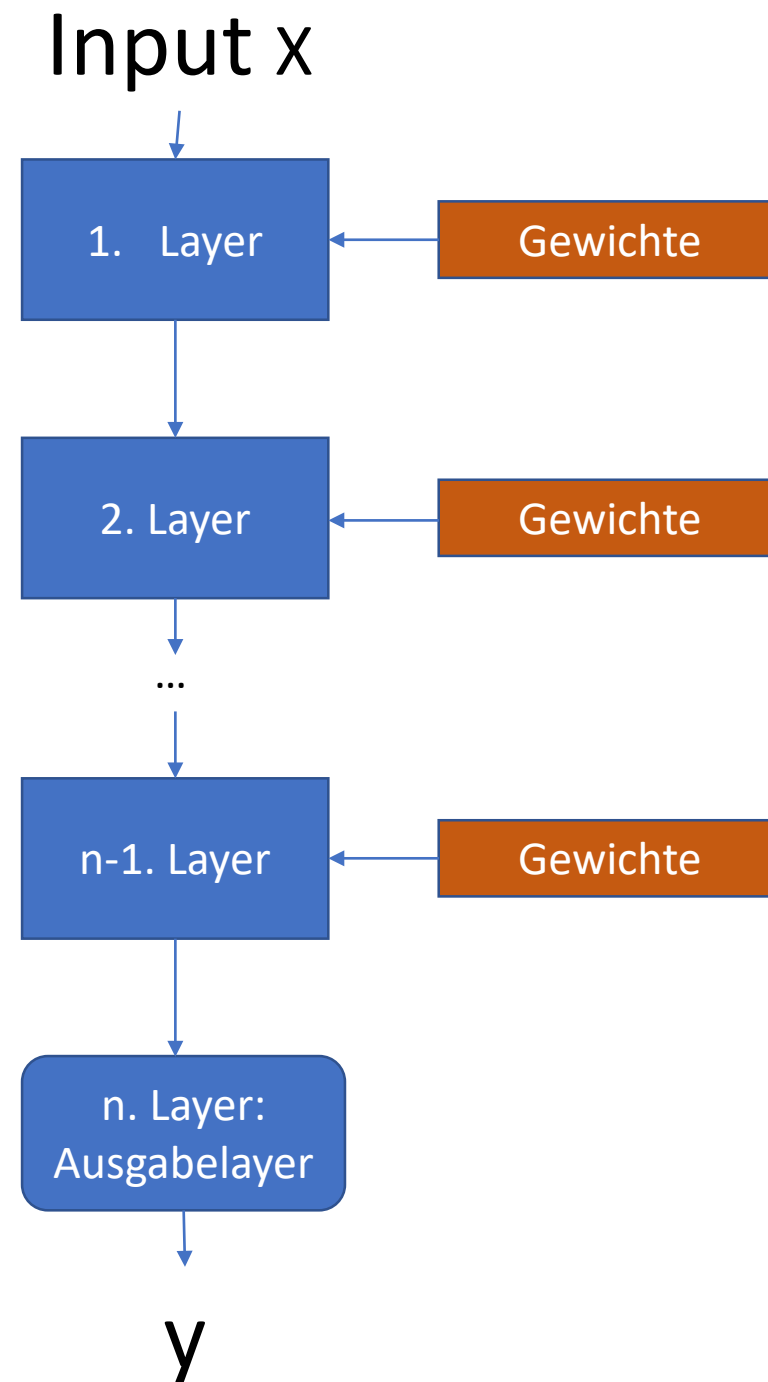 Input x
1. Layer
Gewichte
2. Layer
Gewichte
...
n-1. Layer
Gewichte
n. Layer:
Ausgabelayer
y